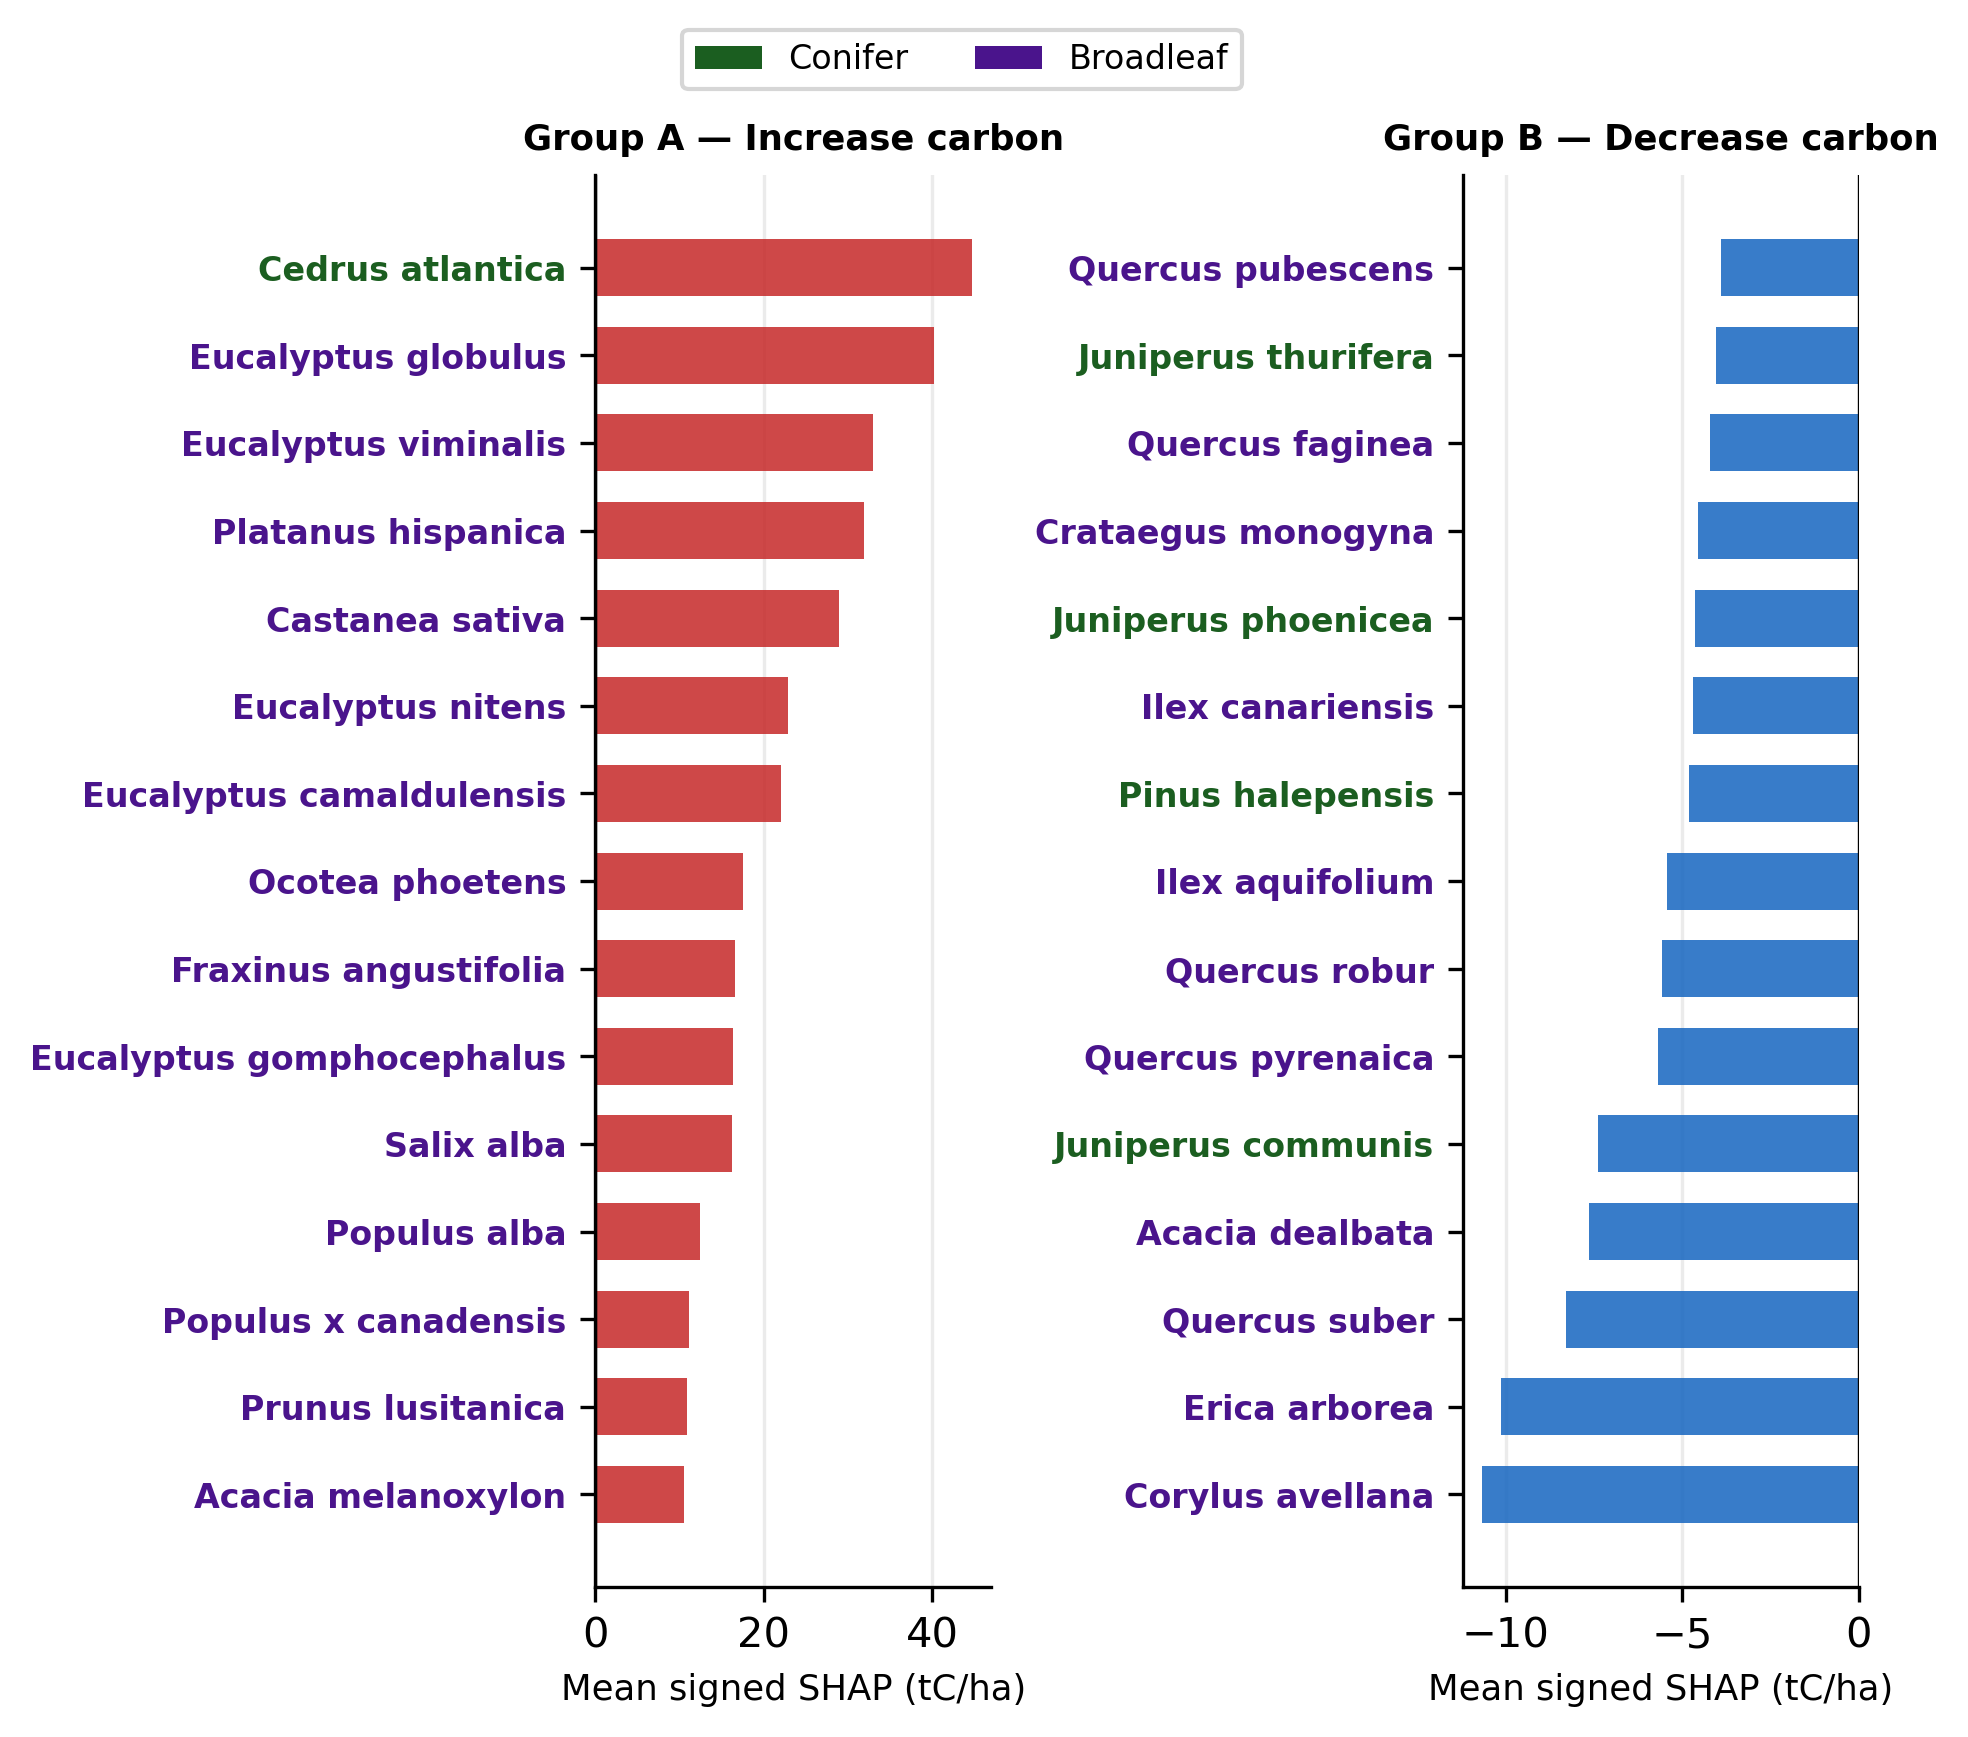 Conifer
Broadleaf
Group A — Increase carbon
Cedrus atlantica
Eucalyptus globulus
Eucalyptus viminalis
Platanus hispanica
Castanea sativa
Eucalyptus nitens
Eucalyptus camaldulensis
Ocotea phoetens
Fraxinus angustifolia
Eucalyptus gomphocephalus
Salix alba
Populus alba
Populus x canadensis
Prunus lusitanica
Acacia melanoxylon
0 20 40
Mean signed SHAP (tC/ha)
Group B — Decrease carbon
Quercus pubescens
Juniperus thurifera
Quercus faginea
Crataegus monogyna
Juniperus phoenicea
Ilex canariensis
Pinus halepensis
Ilex aquifolium
Quercus robur
Quercus pyrenaica
Juniperus communis
Acacia dealbata
Quercus suber
Erica arborea
Corylus avellana
−10 −5 0
Mean signed SHAP (tC/ha)